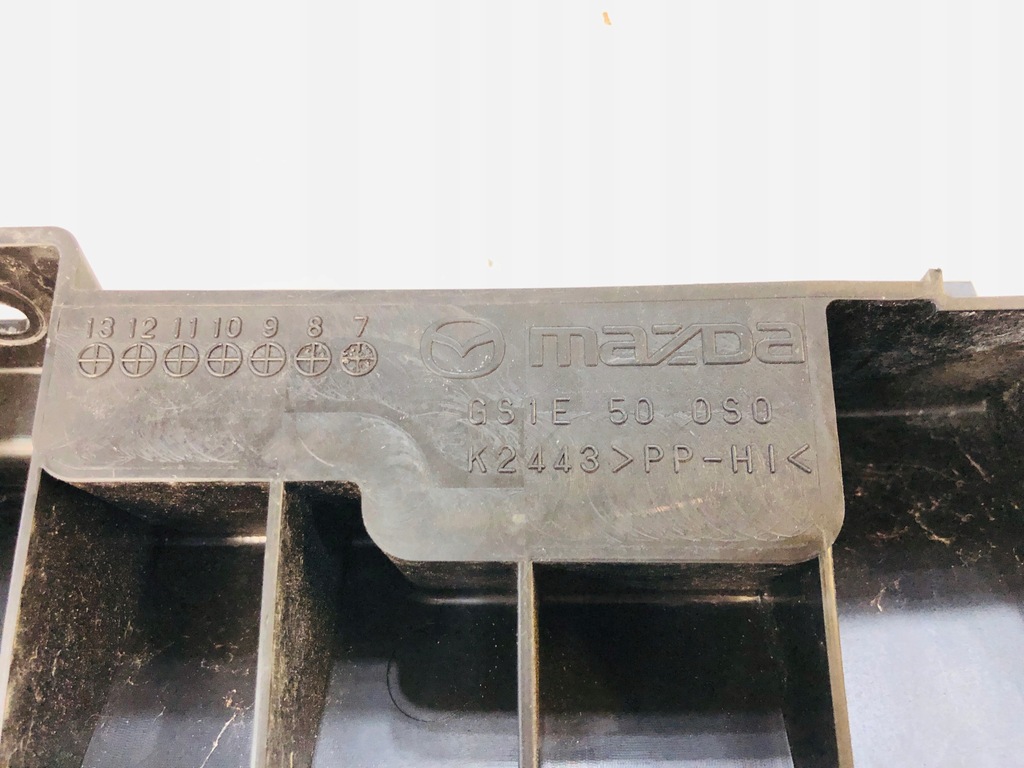 13 12 11 10 9 8 7
mazda
GS1E 50 0S0
K2443>PP-HI<